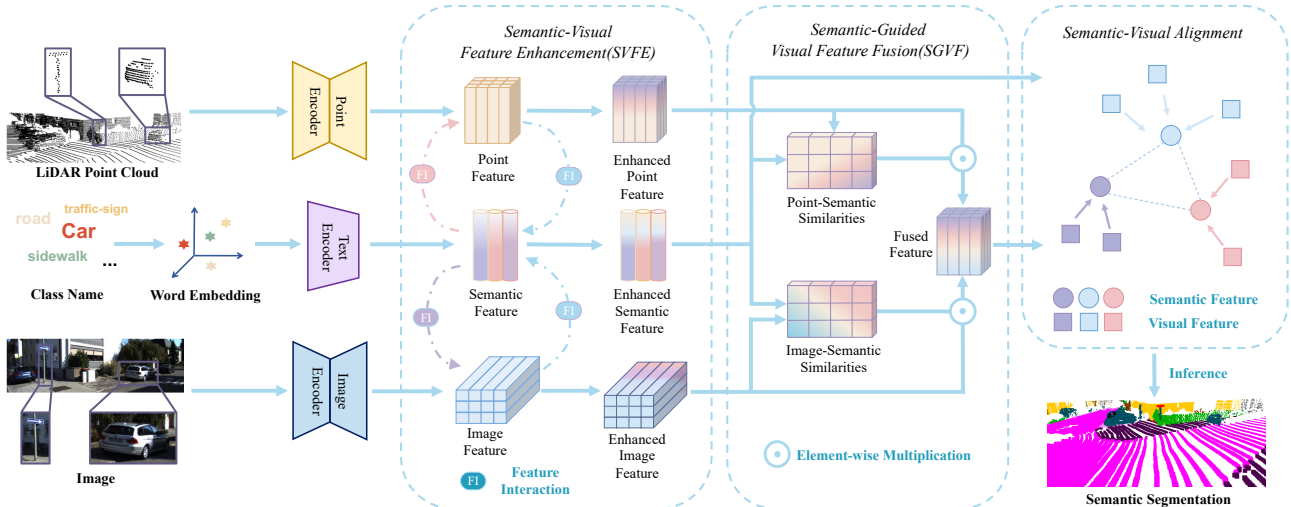 LiDAR Point Cloud
road
traffic-sign
Car
sidewalk
...
Class Name
Word Embedding
Image
Point
Encoder
Text
Encoder
Image
Encoder
Semantic-Visual
Feature Enhancement(SVFE)
Point
Feature
Enhanced
Point
Feature
FI
FI
Semantic
Feature
Enhanced
Semantic
Feature
FI
FI
Image
Feature
Enhanced
Image
Feature
FI
Feature
Interaction
Semantic-Guided
Visual Feature Fusion(SGVF)
Point-Semantic
Similarities
Fused
Feature
Image-Semantic
Similarities
Element-wise Multiplication
Semantic-Visual Alignment
Semantic Feature
Visual Feature
Inference
Semantic Segmentation